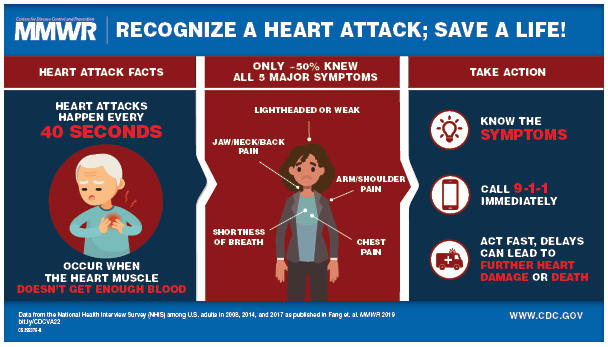 Centers for Disease Control and Prevention
MMWR
RECOGNIZE A HEART ATTACK; SAVE A LIFE!
HEART ATTACK FACTS
HEART ATTACKS
HAPPEN EVERY
40 SECONDS
OCCUR WHEN
THE HEART MUSCLE
DOESN'T GET ENOUGH BLOOD
ONLY ~50% KNEW
ALL 5 MAJOR SYMPTOMS
LIGHTHEADED OR WEAK
JAW/NECK/BACK
PAIN
ARM/SHOULDER
PAIN
SHORTNESS
OF BREATH
CHEST
PAIN
TAKE ACTION
KNOW THE
SYMPTOMS
CALL 9-1-1
IMMEDIATELY
ACT FAST, DELAYS
CAN LEAD TO
FURTHER HEART
DAMAGE OR DEATH
Data from the National Health Interview Survey (NHIS) among U.S. adults in 2008, 2014, and 2017 as published in Fang et. al. MMWR 2019
bit.ly/CDCVA22
WWW.CDC.GOV